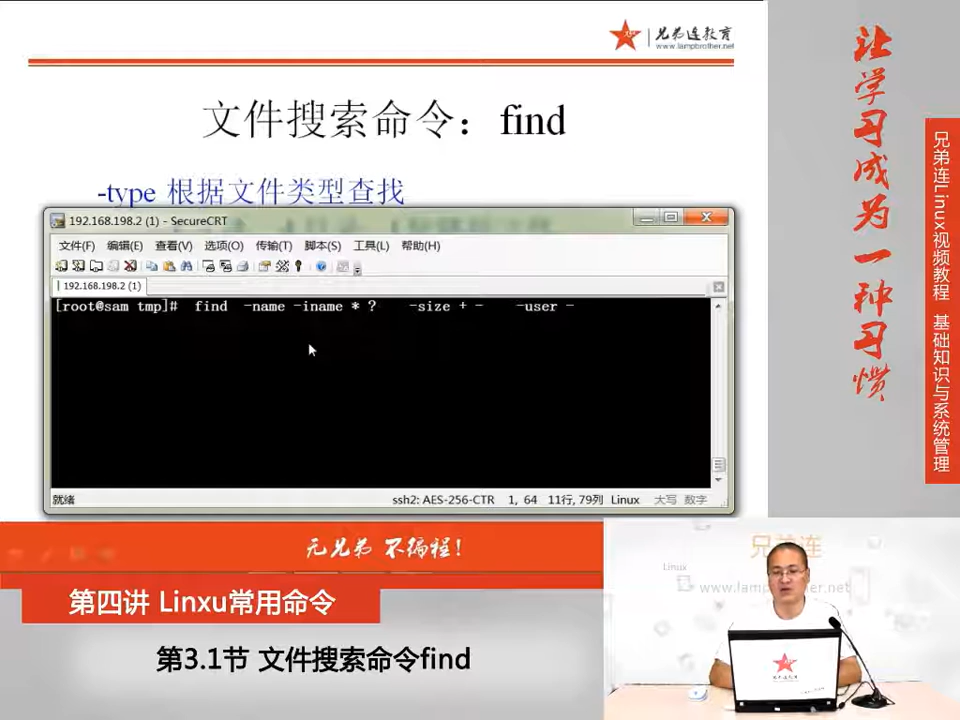 兄弟连教育
www.lampbrother.net
让学习成为一种习惯
兄弟连Linux视频教程 基础知识与系统管理
文件搜索命令：find
-type 根据文件类型查找
192.168.198.2 (1) - SecureCRT
文件(F) 编辑(E) 查看(V) 选项(O) 传输(T) 脚本(S) 工具(L) 帮助(H)
192.168.198.2 (1)
[root@sam tmp]# find -name -iname * ? -size + - -user -
就绪 ssh2: AES-256-CTR 1, 64 11行, 79列 Linux 大写 数字
无兄弟 不编程!
第四讲 Linxu常用命令
第3.1节 文件搜索命令find
兄弟连
Linux
www.lampbrother.net